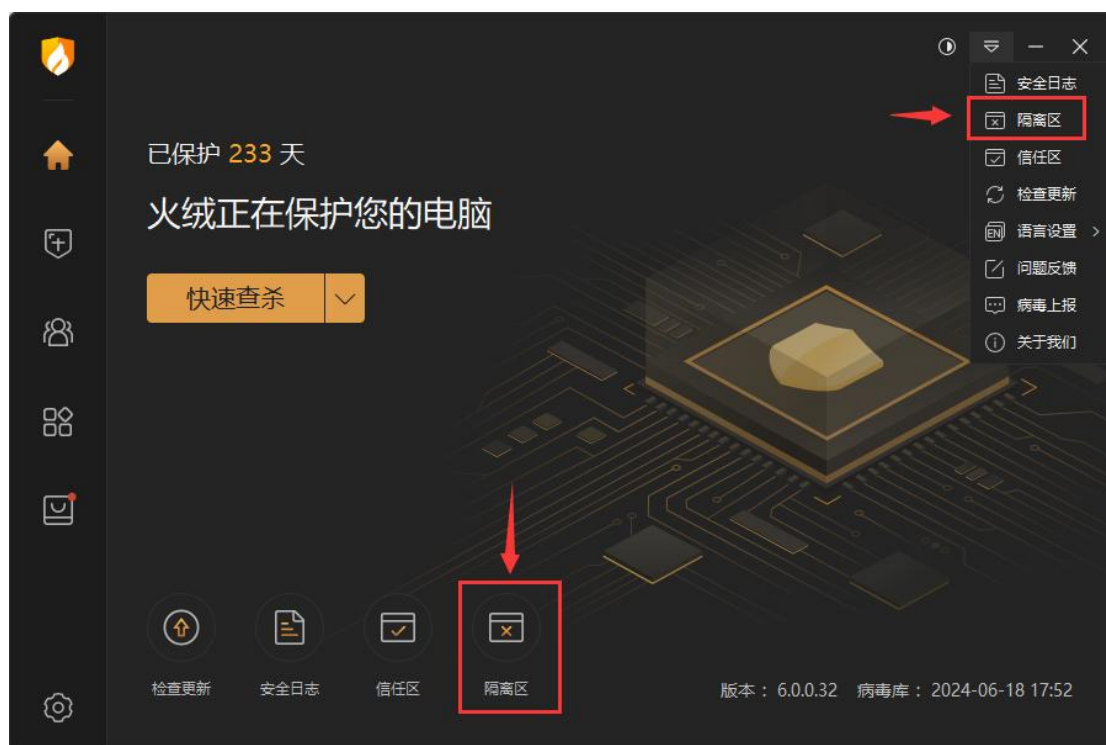 安全日志
隔离区
信任区
检查更新
EN 语言设置
问题反馈
病毒上报
关于我们
已保护 233 天
火绒正在保护您的电脑
快速查杀
检查更新 安全日志 信任区 隔离区
版本： 6.0.0.32 病毒库： 2024-06-18 17:52